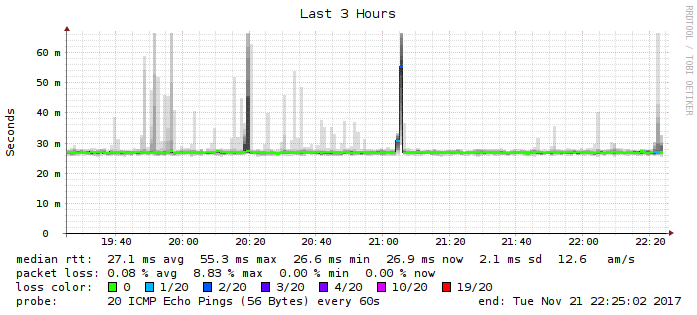 Last 3 Hours
RRDTOOL / TOBI OETIKER
Seconds
60 m
50 m
40 m
30 m
20 m
10 m
0
19:40 20:00 20:20 20:40 21:00 21:20 21:40 22:00 22:20
median rtt: 27.1 ms avg 55.3 ms max 26.6 ms min 26.9 ms now 2.1 ms sd 12.6 am/s
packet loss: 0.08 % avg 8.83 % max 0.00 % min 0.00 % now
loss color: 0 1/20 2/20 3/20 4/20 10/20 19/20
probe: 20 ICMP Echo Pings (56 Bytes) every 60s end: Tue Nov 21 22:25:02 2017